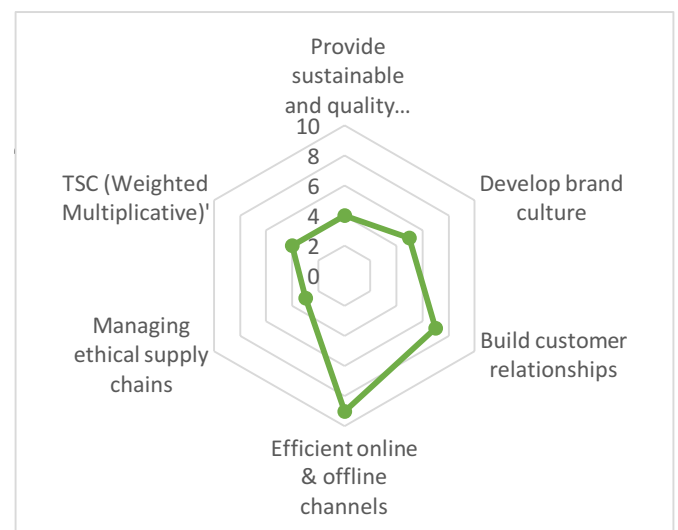 Provide
sustainable
and quality...
10
8
6
4
2
0
TSC (Weighted
Multiplicative)'
Develop brand
culture
Managing
ethical supply
chains
Build customer
relationships
Efficient online
& offline
channels